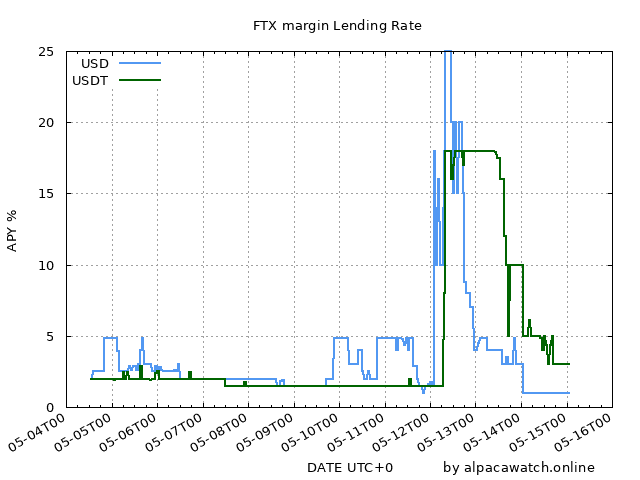 FTX margin Lending Rate
USD
USDT
25
20
15
10
5
0
APY %
05-04T00
05-05T00
05-06T00
05-07T00
05-08T00
05-09T00
05-10T00
05-11T00
05-12T00
05-13T00
05-14T00
05-15T00
05-16T00
DATE UTC+0
by alpacawatch.online